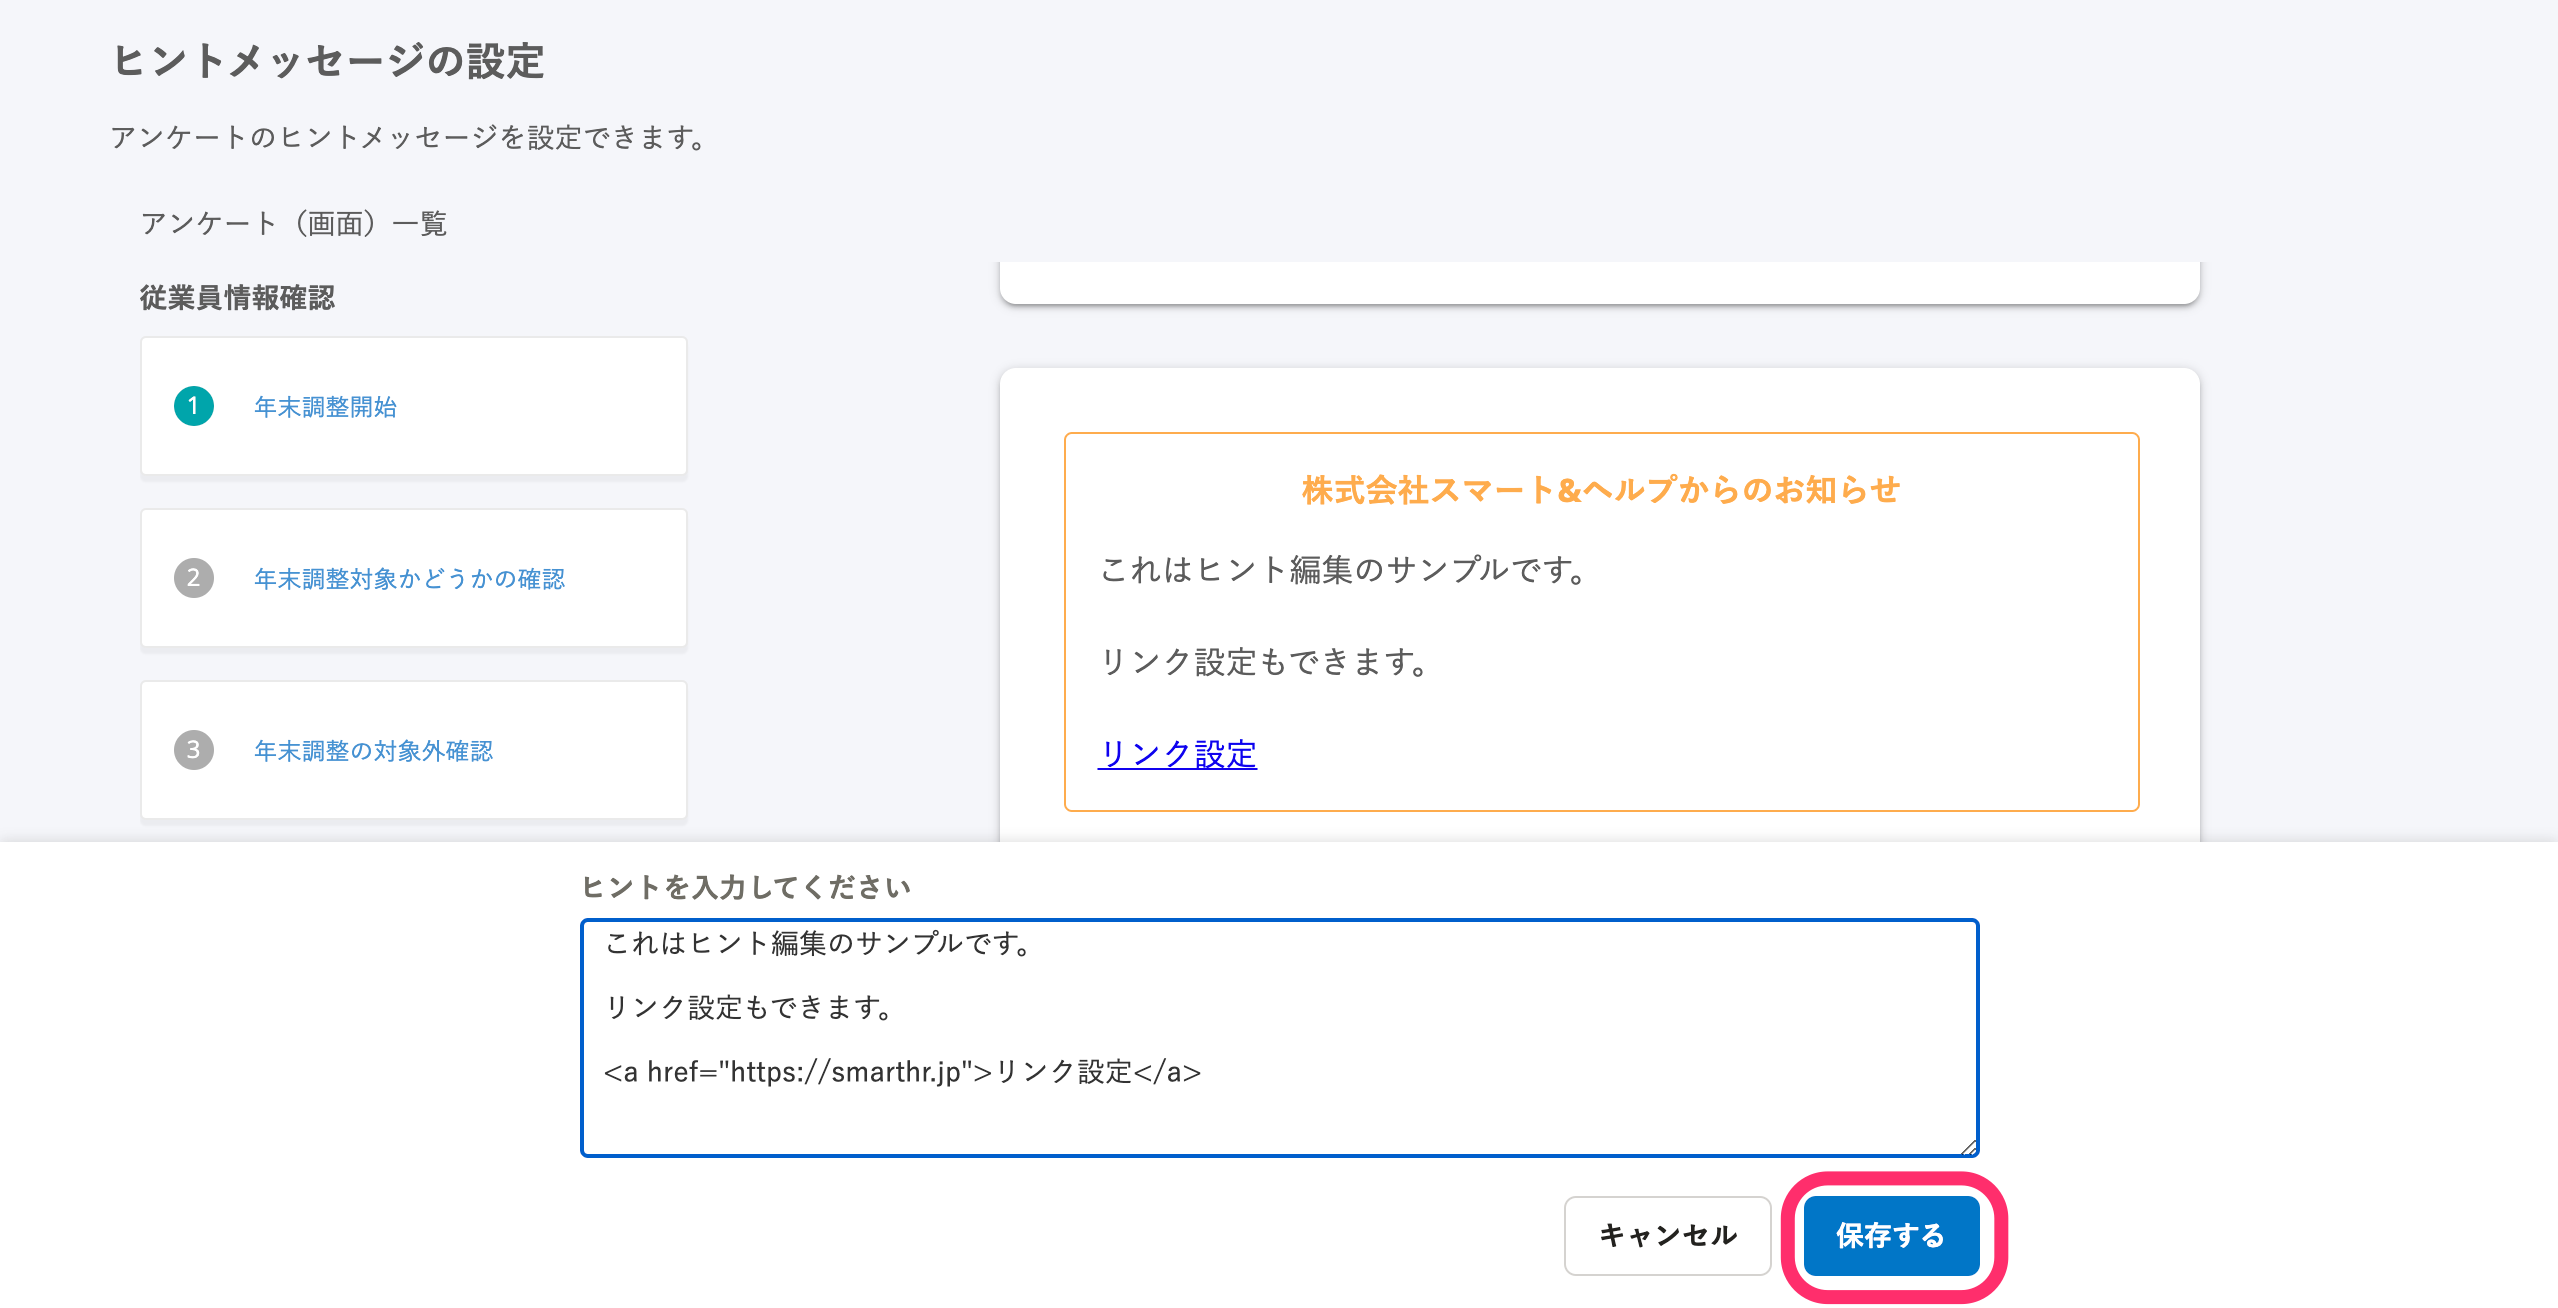 ヒントメッセージの設定
アンケートのヒントメッセージを設定できます。
アンケート（画面）一覧
従業員情報確認
1 年末調整開始
2 年末調整対象かどうかの確認
3 年末調整の対象外確認
株式会社スマート&ヘルプからのお知らせ
これはヒント編集のサンプルです。
リンク設定もできます。
リンク設定
ヒントを入力してください
これはヒント編集のサンプルです。
リンク設定もできます。
<a href="https://smarthr.jp">リンク設定</a>
キャンセル 保存する